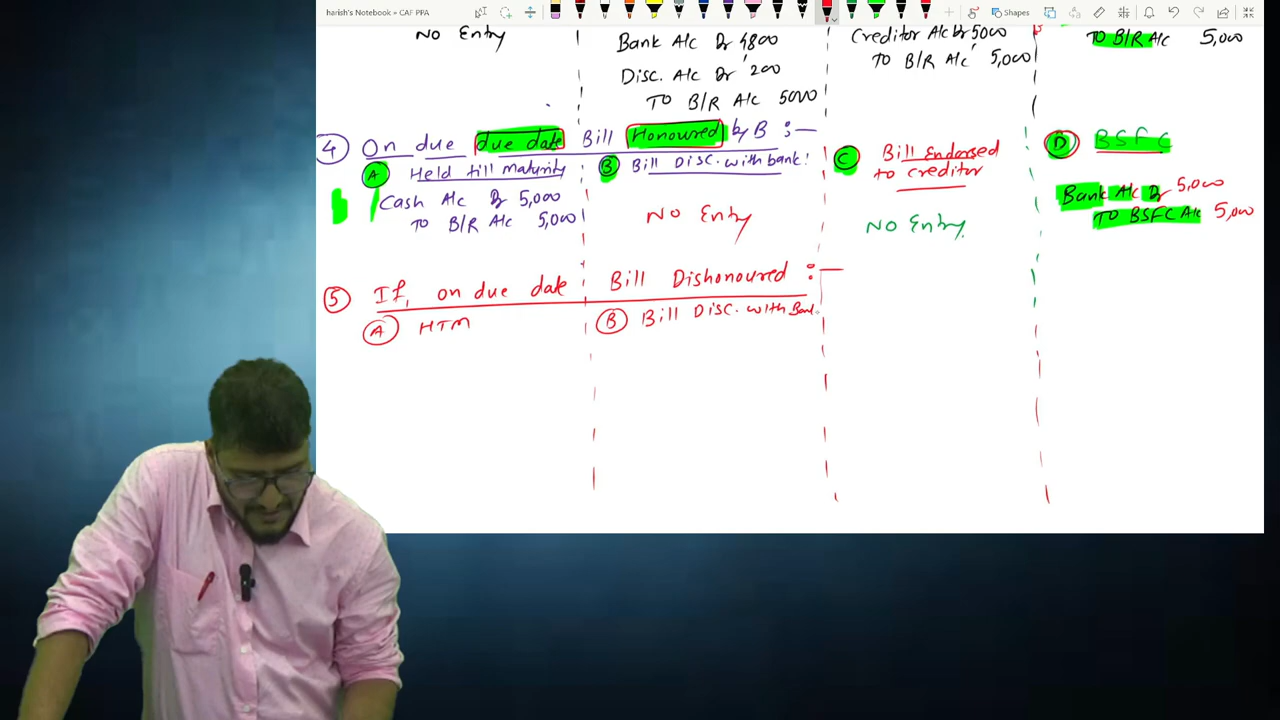 harish's Notebook > CAF PPA
Shapes
No Entry
Bank A/c Dr 4800
Disc. A/c Dr 200
To B/R A/c 5000
Creditor A/c Dr 5000
To B/R A/c 5,000
To B/R A/c 5,000
4 On due due date Bill Honoured by B :-
A Held till maturity
Cash A/c Dr 5,000
To B/R A/c 5,000
B Bill Disc. with bank:
No Entry
C Bill Endorsed
to creditor
No Entry.
D BSFC
Bank A/c Dr 5,000
To BSFC A/c 5,000
5 If, on due date Bill Dishonoured :-
A HTM
B Bill Disc. with Bank